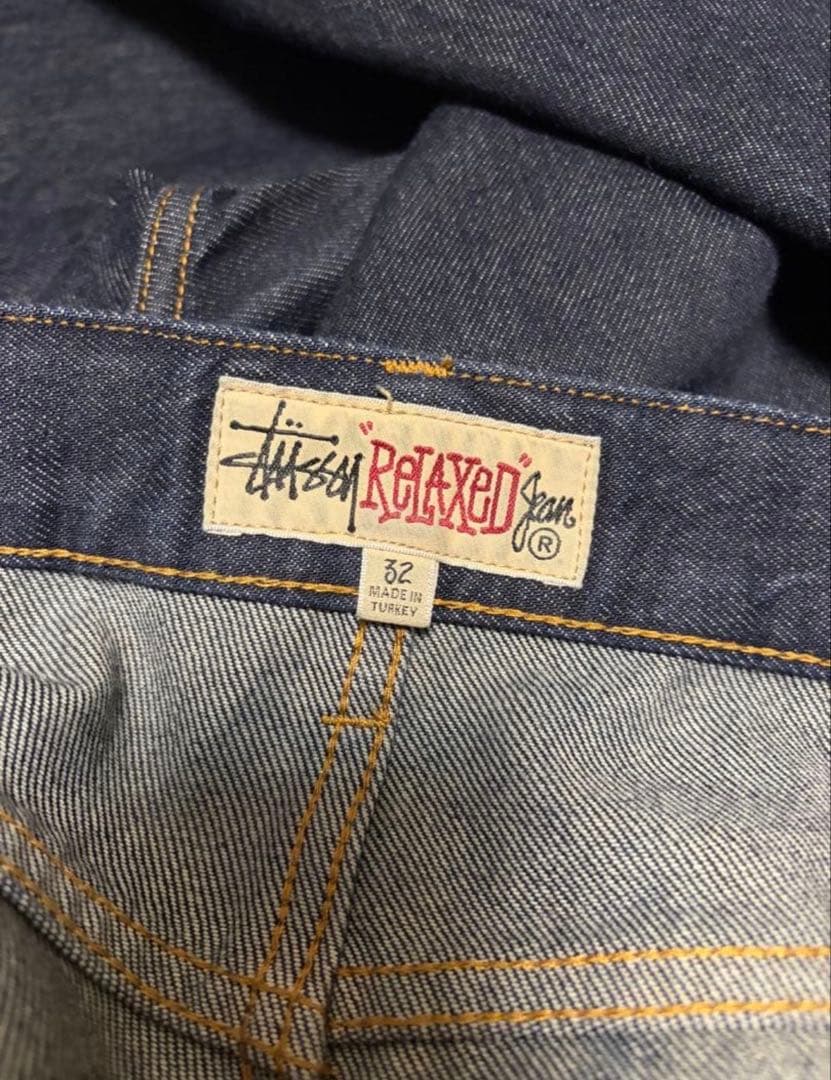 Stüssy "RELAXED" Jean ®
32
MADE IN
TURKEY